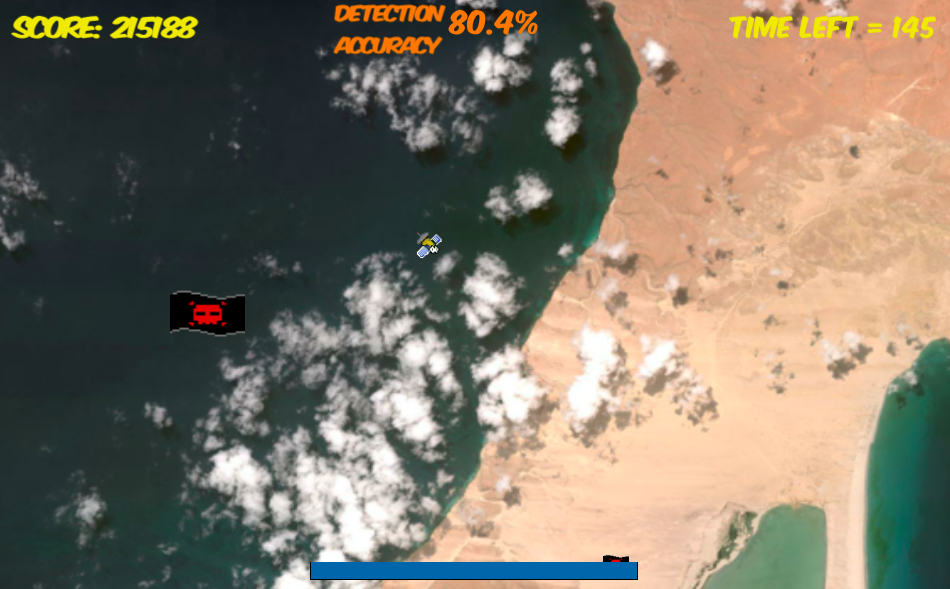 SCORE: 215188
DETECTION
ACCURACY
80.4%
TIME LEFT = 145